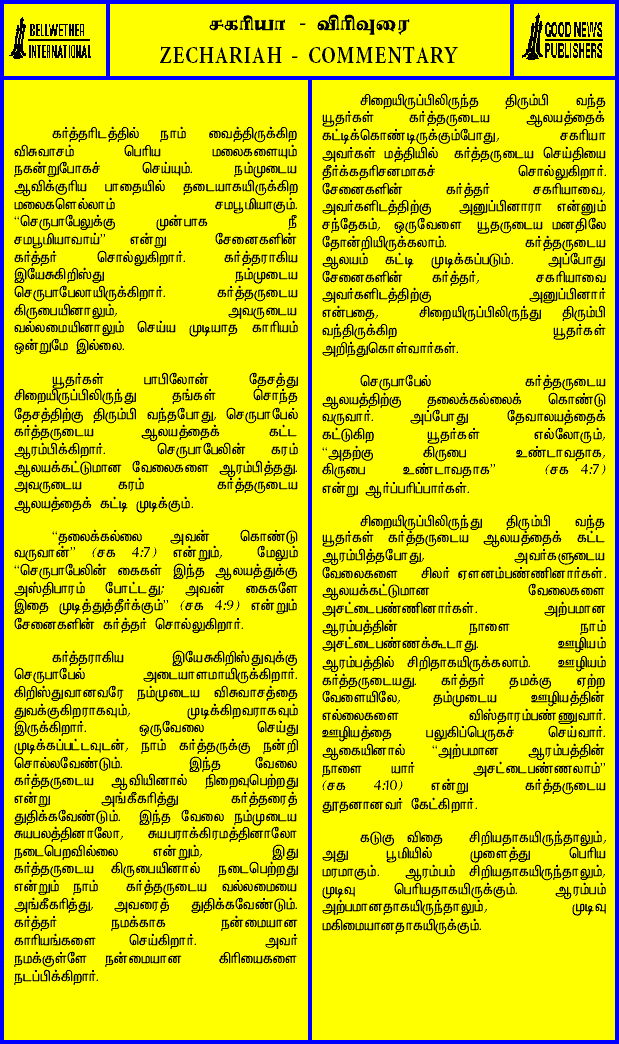 BELLWETHER
INTERNATIONAL
சகரியா - விரிவுரை
ZECHARIAH - COMMENTARY
GOOD NEWS
PUBLISHERS
கர்த்தரிடத்தில் நாம் வைத்திருக்கிற
விசுவாசம் பெரிய மலைகளையும்
நகன்றுபோகச் செய்யும். நம்முடைய
ஆவிக்குரிய பாதையில் தடையாகயிருக்கிற
மலைகளெல்லாம் சமபூமியாகும்.
“செருபாபேலுக்கு முன்பாக நீ
சமபூமியாவாய்” என்று சேனைகளின்
கர்த்தர் சொல்லுகிறார். கர்த்தராகிய
இயேசுகிறிஸ்து நம்முடைய
செருபாபேலாயிருக்கிறார். கர்த்தருடைய
கிருபையினாலும், அவருடைய
வல்லமையினாலும் செய்ய முடியாத காரியம்
ஒன்றுமே இல்லை.
யூதர்கள் பாபிலோன் தேசத்து
சிறையிருப்பிலிருந்து தங்கள் சொந்த
தேசத்திற்கு திரும்பி வந்தபோது, செருபாபேல்
கர்த்தருடைய ஆலயத்தைக் கட்ட
ஆரம்பிக்கிறார். செருபாபேலின் கரம்
ஆலயக்கட்டுமான வேலைகளை ஆரம்பித்தது.
அவருடைய கரம் கர்த்தருடைய
ஆலயத்தைக் கட்டி முடிக்கும்.
“தலைக்கல்லை அவன் கொண்டு
வருவான்” (சக 4:7) என்றும், மேலும்
“செருபாபேலின் கைகள் இந்த ஆலயத்துக்கு
அஸ்திபாரம் போட்டது; அவன் கைகளே
இதை முடித்துத்தீர்க்கும்” (சக 4:9) என்றும்
சேனைகளின் கர்த்தர் சொல்லுகிறார்.
கர்த்தராகிய இயேசுகிறிஸ்துவுக்கு
செருபாபேல் அடையாளமாயிருக்கிறார்.
கிறிஸ்துவானவரே நம்முடைய விசுவாசத்தை
துவக்குகிறாராகவும், முடிக்கிறவராகவும்
இருக்கிறார். ஒருவேலை செய்து
முடிக்கப்பட்டவுடன், நாம் கர்த்தருக்கு நன்றி
சொல்லவேண்டும். இந்த வேலை
கர்த்தருடைய ஆவியினால் நிறைவுபெற்றது
என்று அங்கீகரித்து கர்த்தரைத்
துதிக்கவேண்டும். இந்த வேலை நம்முடைய
சுயபலத்தினாலோ, சுயபராக்கிரமத்தினாலோ
நடைபெறவில்லை என்றும், இது
கர்த்தருடைய கிருபையினால் நடைபெற்றது
என்றும் நாம் கர்த்தருடைய வல்லமையை
அங்கீகரித்து, அவரைத் துதிக்கவேண்டும்.
கர்த்தர் நமக்காக நன்மையான
காரியங்களை செய்கிறார். அவர்
நமக்குள்ளே நன்மையான கிரியைகளை
நடப்பிக்கிறார்.
சிறையிருப்பிலிருந்த திரும்பி வந்த
யூதர்கள் கர்த்தருடைய ஆலயத்தைக்
கட்டிக்கொண்டிருக்கும்போது, சகரியா
அவர்கள் மத்தியில் கர்த்தருடைய செய்தியை
தீர்க்கதரிசனமாகச் சொல்லுகிறார்.
சேனைகளின் கர்த்தர் சகரியாவை,
அவர்களிடத்திற்கு அனுப்பினாரா என்னும்
சந்தேகம், ஒருவேளை யூதருடைய மனதிலே
தோன்றியிருக்கலாம். கர்த்தருடைய
ஆலயம் கட்டி முடிக்கப்படும். அப்போது
சேனைகளின் கர்த்தர், சகரியாவை
அவர்களிடத்திற்கு அனுப்பினார்
என்பதை, சிறையிருப்பிலிருந்து திரும்பி
வந்திருக்கிற யூதர்கள்
அறிந்துகொள்வார்கள்.
செருபாபேல் கர்த்தருடைய
ஆலயத்திற்கு தலைக்கல்லைக் கொண்டு
வருவார். அப்போது தேவாலயத்தைக்
கட்டுகிற யூதர்கள் எல்லோரும்,
“அதற்கு கிருபை உண்டாவதாக,
கிருபை உண்டாவதாக” (சக 4:7)
என்று ஆர்ப்பரிப்பார்கள்.
சிறையிருப்பிலிருந்து திரும்பி வந்த
யூதர்கள் கர்த்தருடைய ஆலயத்தைக் கட்ட
ஆரம்பித்தபோது, அவர்களுடைய
வேலைகளை சிலர் ஏளனம்பண்ணினார்கள்.
ஆலயக்கட்டுமான வேலைகளை
அசட்டைபண்ணினார்கள். அற்பமான
ஆரம்பத்தின் நாளை நாம்
அசட்டைபண்ணக்கூடாது. ஊழியம்
ஆரம்பத்தில் சிறிதாகயிருக்கலாம். ஊழியம்
கர்த்தருடையது. கர்த்தர் தமக்கு ஏற்ற
வேளையிலே, தம்முடைய ஊழியத்தின்
எல்லைகளை விஸ்தாரம்பண்ணுவார்.
ஊழியத்தை பலுகிப்பெருகச் செய்வார்.
ஆகையினால் “அற்பமான ஆரம்பத்தின்
நாளை யார் அசட்டைபண்ணலாம்”
(சக 4:10) என்று கர்த்தருடைய
தூதனானவர் கேட்கிறார்.
கடுகு விதை சிறியதாகயிருந்தாலும்,
அது பூமியில் முளைத்து பெரிய
மரமாகும். ஆரம்பம் சிறியதாகயிருந்தாலும்,
முடிவு பெரியதாகயிருக்கும். ஆரம்பம்
அற்பமானதாகயிருந்தாலும், முடிவு
மகிமையானதாகயிருக்கும்.